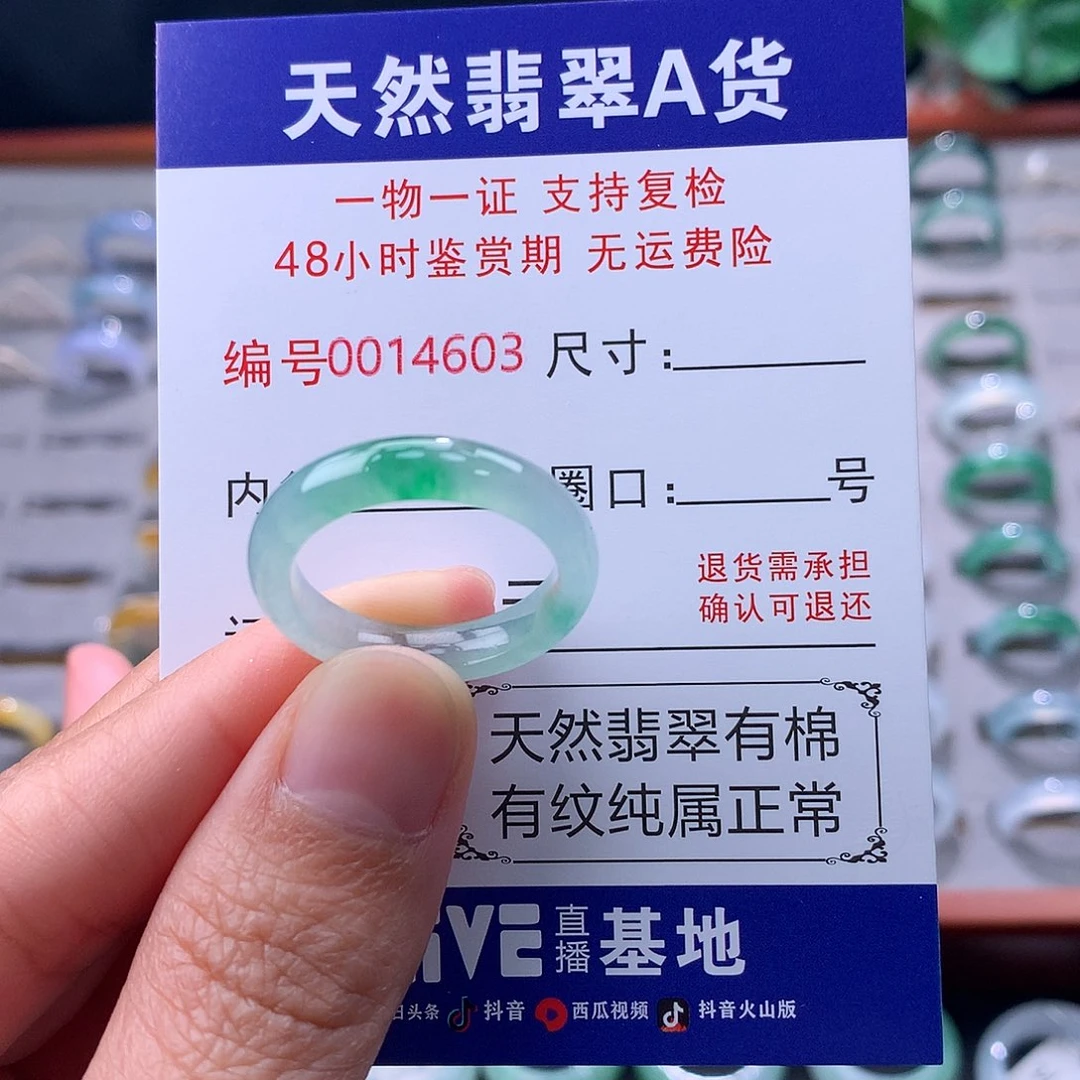 天然翡翠A货
一物一证 支持复检
48小时鉴赏期 无运费险
编号0014603 尺寸:
内 圈口: 号
退货需承担
确认可退还
天然翡翠有棉
有纹纯属正常
IVE 直播 基地
头条 抖音 西瓜视频 抖音火山版